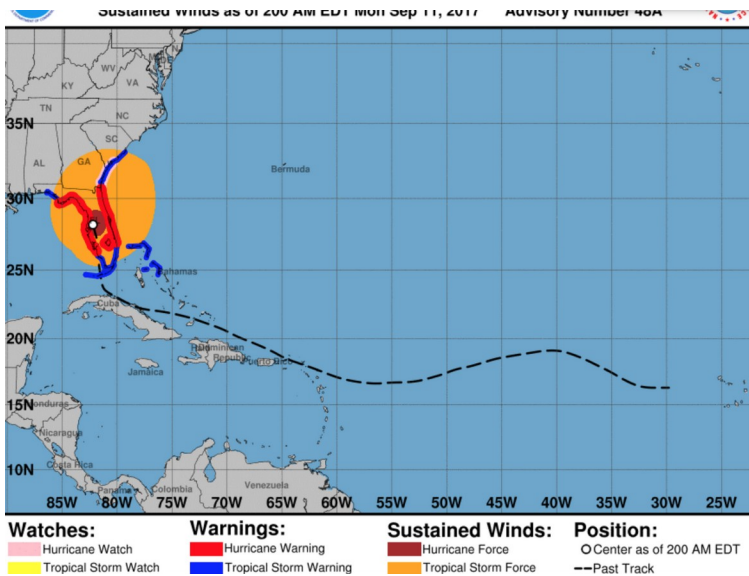 Sustained Winds as of 200 AM EDT Mon Sep 11, 2017 Advisory Number 48A
WV
KY
VA
TN
NC
35N
SC
AL
GA
Bermuda
30N
25N
Bahamas
Cuba
20N
Dominican
Republic
Puerto Rico
Jamaica
15N
Honduras
Nicaragua
Costa Rica
10N
Panama
Colombia
Venezuela
85W 80W 75W 70W 65W 60W 55W 50W 45W 40W 35W 30W 25W
Watches: Warnings: Sustained Winds: Position:
Hurricane Watch Hurricane Warning Hurricane Force Center as of 200 AM EDT
Tropical Storm Watch Tropical Storm Warning Tropical Storm Force Past Track